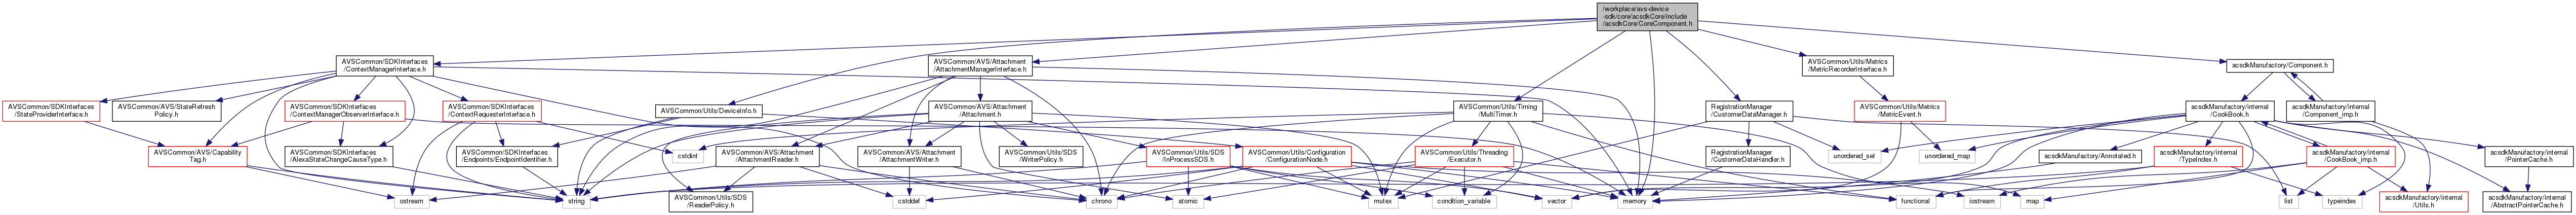 /workplace/avs-device
-sdk/core/acsdkCore/include
/acsdkCore/CoreComponent.h
AVSCommon/SDKInterfaces
/ContextManagerInterface.h
AVSCommon/AVS/Attachment
/AttachmentManagerInterface.h
AVSCommon/Utils/Metrics
/MetricRecorderInterface.h
acsdkManufactory/Component.h
AVSCommon/SDKInterfaces
/StateProviderInterface.h
AVSCommon/AVS/StateRefresh
Policy.h
AVSCommon/SDKInterfaces
/ContextManagerObserverInterface.h
AVSCommon/SDKInterfaces
/ContextRequesterInterface.h
AVSCommon/Utils/DeviceInfo.h
AVSCommon/AVS/Attachment
/Attachment.h
AVSCommon/Utils/Timing
/MultiTimer.h
RegistrationManager
/CustomerDataManager.h
AVSCommon/Utils/Metrics
/MetricEvent.h
acsdkManufactory/internal
/CookBook.h
acsdkManufactory/internal
/Component_imp.h
AVSCommon/AVS/Capability
Tag.h
AVSCommon/SDKInterfaces
/AlexaStateChangeCauseType.h
AVSCommon/SDKInterfaces
/Endpoints/EndpointIdentifier.h
cstdint
AVSCommon/AVS/Attachment
/AttachmentReader.h
AVSCommon/AVS/Attachment
/AttachmentWriter.h
AVSCommon/Utils/SDS
/WriterPolicy.h
AVSCommon/Utils/SDS
/InProcessSDS.h
AVSCommon/Utils/Configuration
/ConfigurationNode.h
AVSCommon/Utils/Threading
/Executor.h
RegistrationManager
/CustomerDataHandler.h
unordered_set
unordered_map
acsdkManufactory/Annotated.h
acsdkManufactory/internal
/TypeIndex.h
acsdkManufactory/internal
/CookBook_imp.h
acsdkManufactory/internal
/PointerCache.h
ostream
string
AVSCommon/Utils/SDS
/ReaderPolicy.h
cstddef
chrono
atomic
mutex
condition_variable
vector
memory
functional
iostream
map
list
typeindex
acsdkManufactory/internal
/Utils.h
acsdkManufactory/internal
/AbstractPointerCache.h